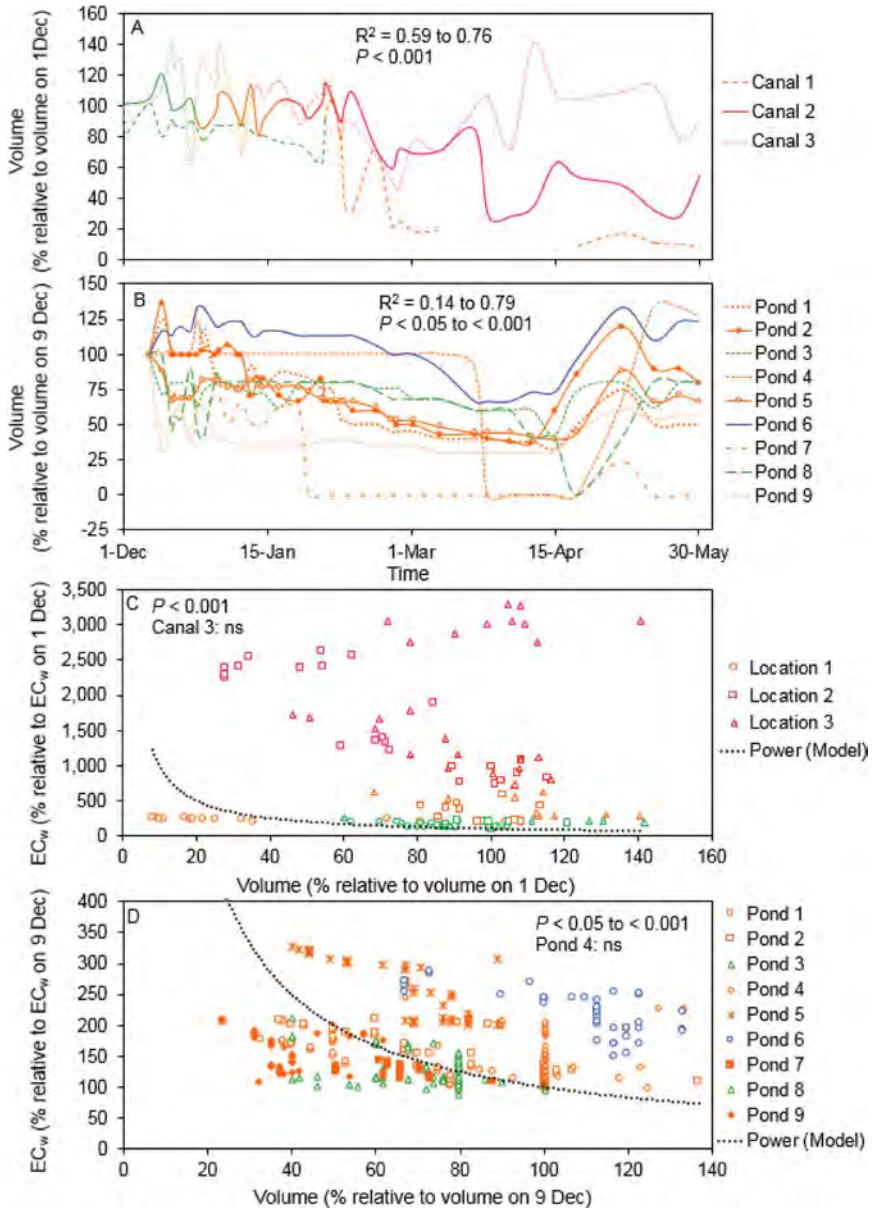 A
R² = 0.59 to 0.76
P < 0.001
Volume
(% relative to volume on 1Dec)
160
140
120
100
80
60
40
20
0
Canal 1
Canal 2
Canal 3
B
R² = 0.14 to 0.79
P < 0.05 to < 0.001
Volume
(% relative to volume on 9 Dec)
150
125
100
75
50
25
0
-25
1-Dec
15-Jan
1-Mar
15-Apr
30-May
Time
Pond 1
Pond 2
Pond 3
Pond 4
Pond 5
Pond 6
Pond 7
Pond 8
Pond 9
C
P < 0.001
Canal 3: ns
ECw (% relative to ECw on 1 Dec)
3,500
3,000
2,500
2,000
1,500
1,000
500
0
0
20
40
60
80
100
120
140
160
Volume (% relative to volume on 1 Dec)
Location 1
Location 2
Location 3
Power (Model)
D
P < 0.05 to < 0.001
Pond 4: ns
ECw (% relative to ECw on 9 Dec)
400
350
300
250
200
150
100
50
0
0
20
40
60
80
100
120
140
Volume (% relative to volume on 9 Dec)
Pond 1
Pond 2
Pond 3
Pond 4
Pond 5
Pond 6
Pond 7
Pond 8
Pond 9
Power (Model)